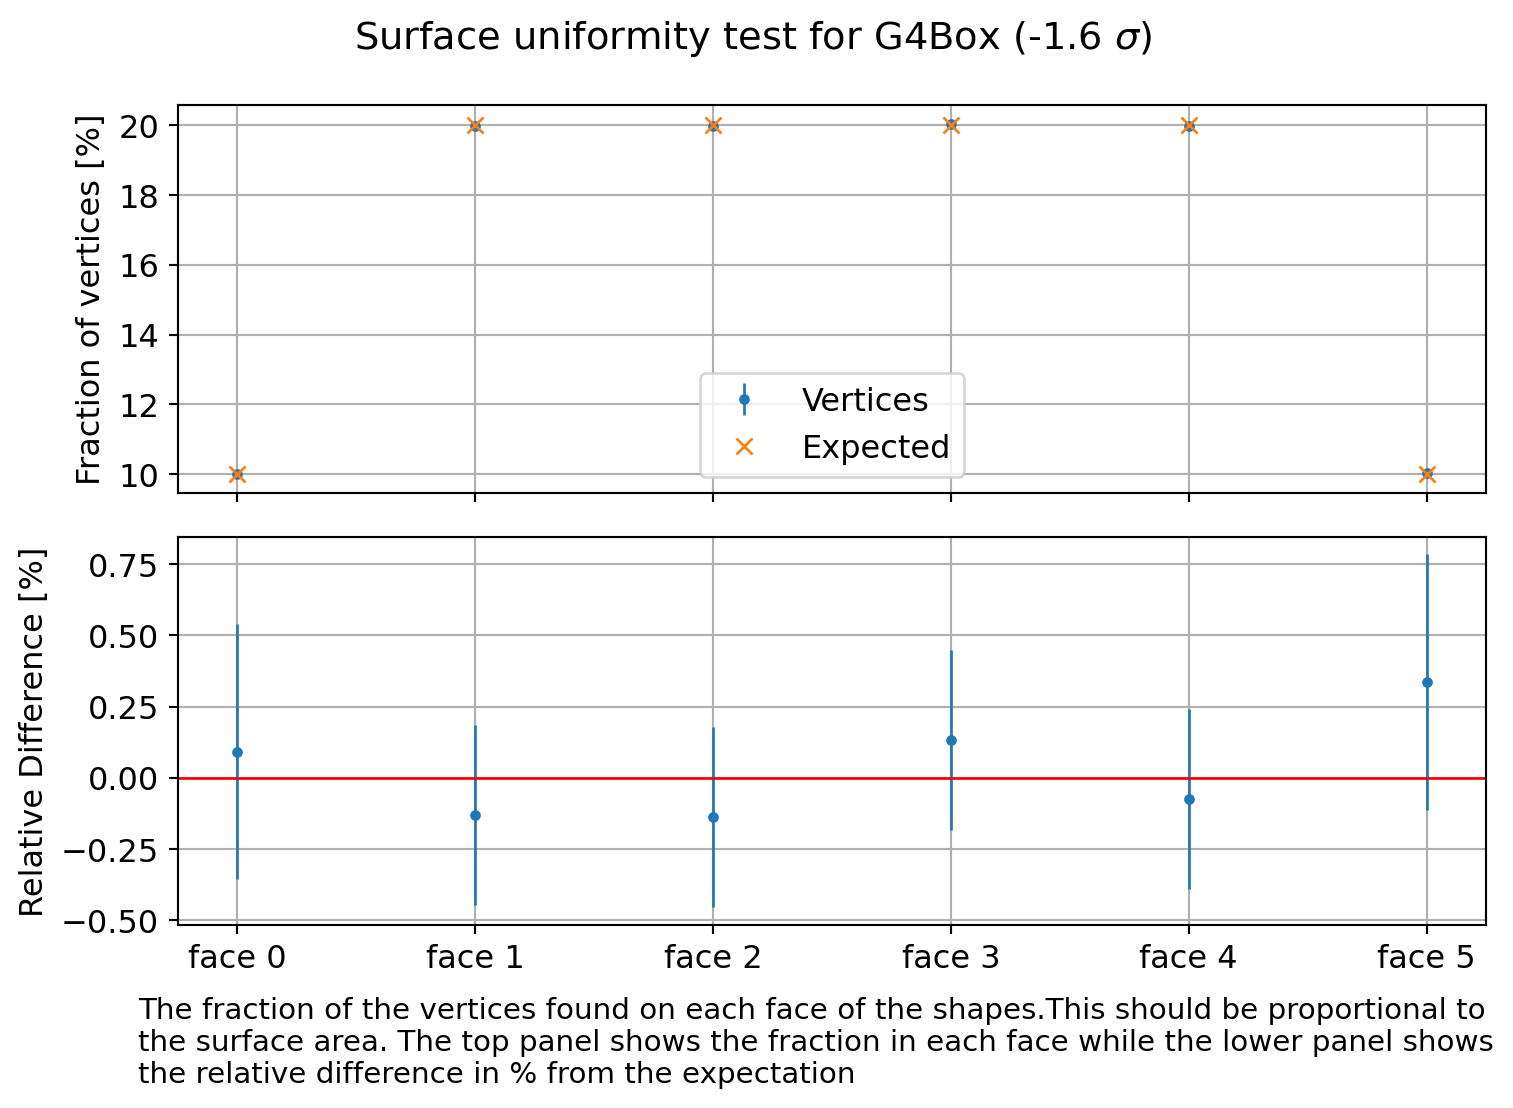 Surface uniformity test for G4Box (-1.6 σ)
Fraction of vertices [%]
20
18
16
14
12
10
Vertices
Expected
Relative Difference [%]
0.75
0.50
0.25
0.00
−0.25
−0.50
face 0
face 1
face 2
face 3
face 4
face 5
The fraction of the vertices found on each face of the shapes.This should be proportional to
the surface area. The top panel shows the fraction in each face while the lower panel shows
the relative difference in % from the expectation